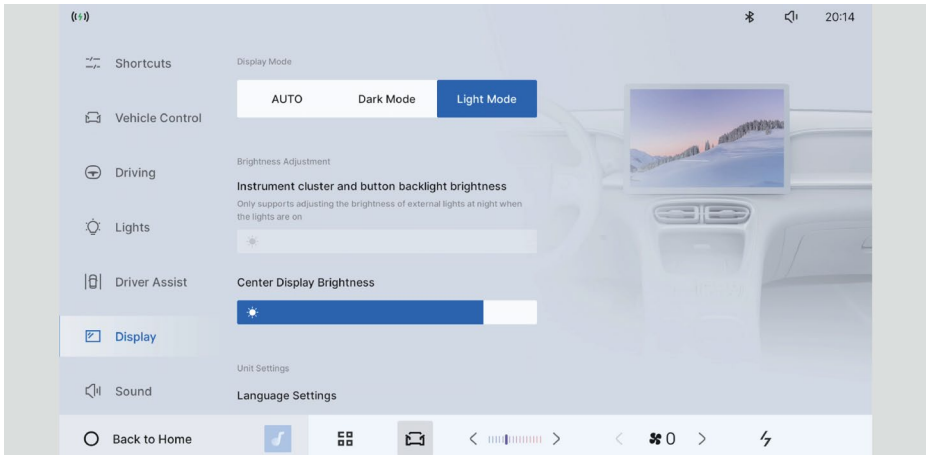 20:14
Shortcuts
Vehicle Control
Driving
Lights
Driver Assist
Display
Sound
Display Mode
AUTO
Dark Mode
Light Mode
Brightness Adjustment
Instrument cluster and button backlight brightness
Only supports adjusting the brightness of external lights at night when
the lights are on
Center Display Brightness
Unit Settings
Language Settings
Back to Home
0